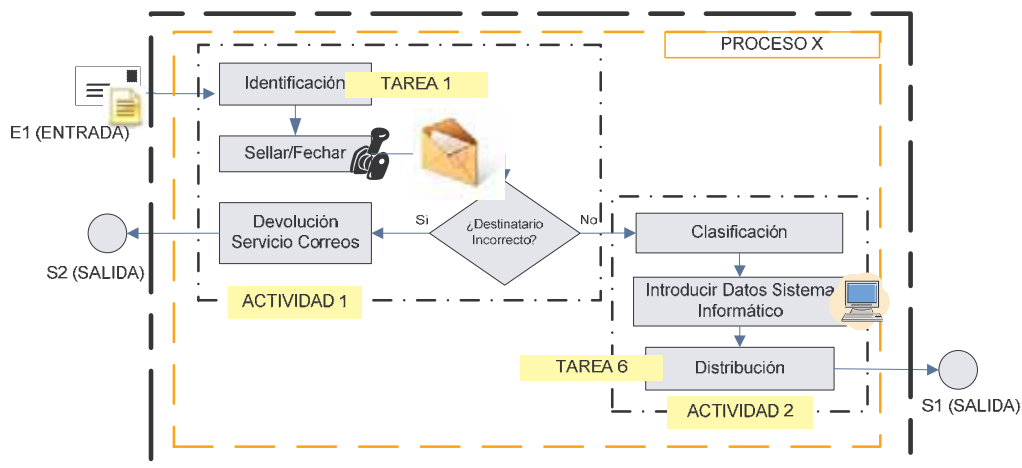 PROCESO X
Identificación
TAREA 1
E1 (ENTRADA)
Sellar/Fechar
Devolución
Servicio Correos
Si
¿Destinatario
Incorrecto?
No
Clasificación
S2 (SALIDA)
ACTIVIDAD 1
Introducir Datos Sistema
Informático
TAREA 6
Distribución
S1 (SALIDA)
ACTIVIDAD 2